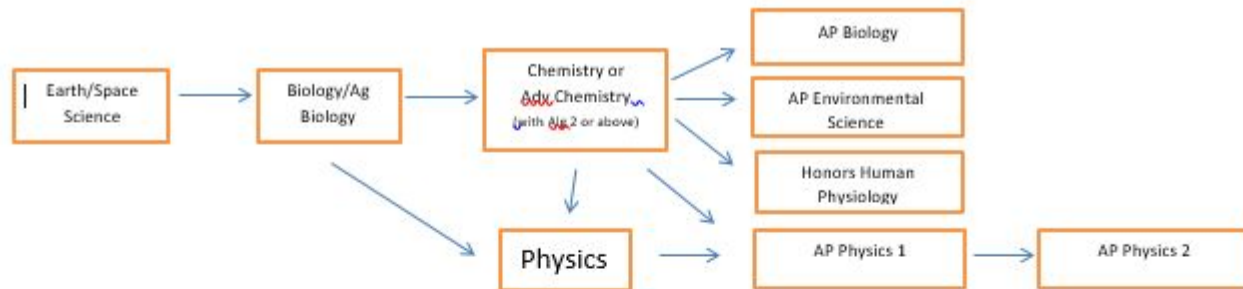 Earth/Space
Science
Biology/Ag
Biology
Chemistry or
Adv Chemistry
(with Alg 2 or above)
AP Biology
AP Environmental
Science
Honors Human
Physiology
Physics
AP Physics 1
AP Physics 2